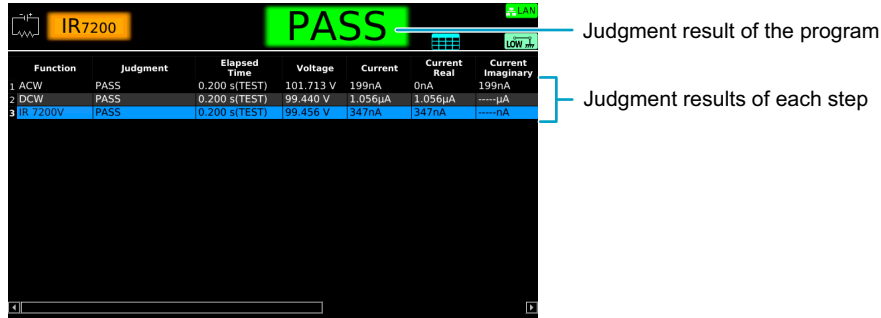 IR7200
PASS
LAN
LOW
Judgment result of the program
Function Judgment Elapsed Time Voltage Current Current Real Current Imaginary
1 ACW PASS 0.200 s(TEST) 101.713 V 199nA 0nA 199nA
2 DCW PASS 0.200 s(TEST) 99.440 V 1.056µA 1.056µA -----µA
3 IR 7200V PASS 0.200 s(TEST) 99.456 V 347nA 347nA -----nA
Judgment results of each step